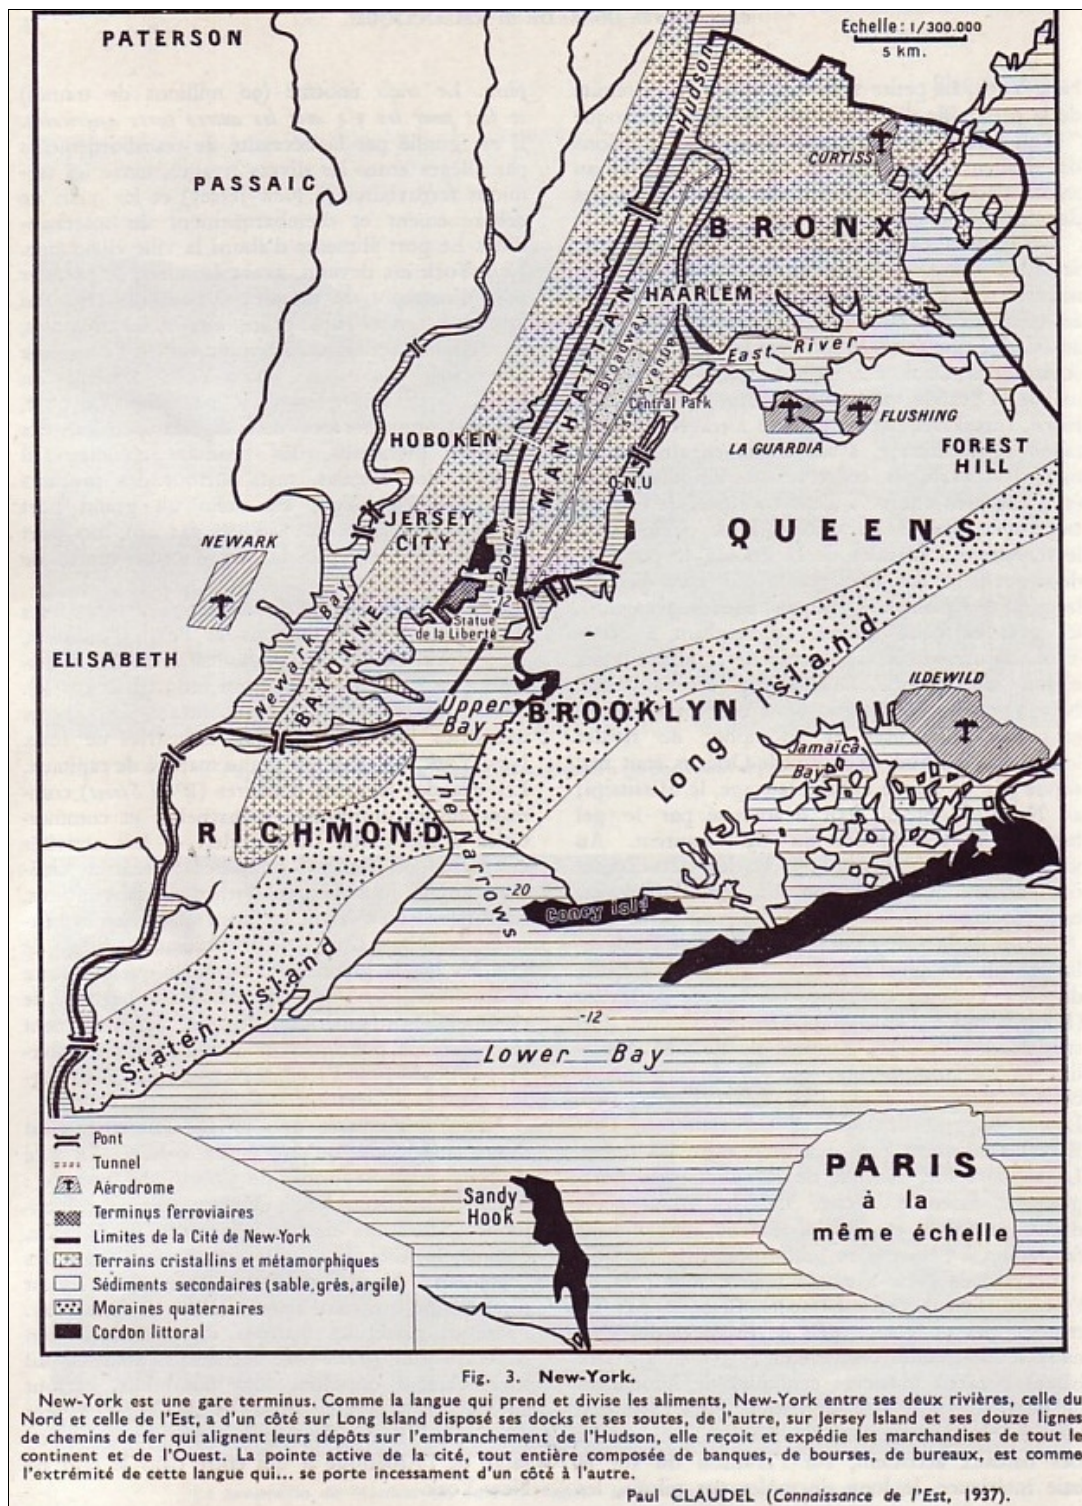 Echelle: 1/300.000
5 km.
PATERSON
Hudson
CURTISS
PASSAIC
BRONX
HAARLEM
MANHATTAN
Broadway
5e Avenue
East River
Central Park
FLUSHING
LA GUARDIA
HOBOKEN
FOREST
HILL
O.N.U
JERSEY
CITY
QUEENS
NEWARK
Newark Bay
BAYONNE
Statue
de la Liberté
ELISABETH
Long Island
ILDEWILD
Upper
Bay
BROOKLYN
Jamaïca
Bay
RICHMOND
The Narrows
-20
Coney Isld
Staten Island
-12
Lower Bay
Pont
Tunnel
Aérodrome
Terminus ferroviaires
Limites de la Cité de New-York
Terrains cristallins et métamorphiques
Sédiments secondaires (sable, grés, argile)
Moraines quaternaires
Cordon littoral
Sandy
Hook
PARIS
à la
même échelle
Fig. 3. New-York.
New-York est une gare terminus. Comme la langue qui prend et divise les aliments, New-York entre ses deux rivières, celle du
Nord et celle de l'Est, a d'un côté sur Long Island disposé ses docks et ses soutes, de l'autre, sur Jersey Island et ses douze lignes
de chemins de fer qui alignent leurs dépôts sur l'embranchement de l'Hudson, elle reçoit et expédie les marchandises de tout le
continent et de l'Ouest. La pointe active de la cité, tout entière composée de banques, de bourses, de bureaux, est comme
l'extrémité de cette langue qui... se porte incessament d'un côté à l'autre.
Paul CLAUDEL (Connaissance de l'Est, 1937).